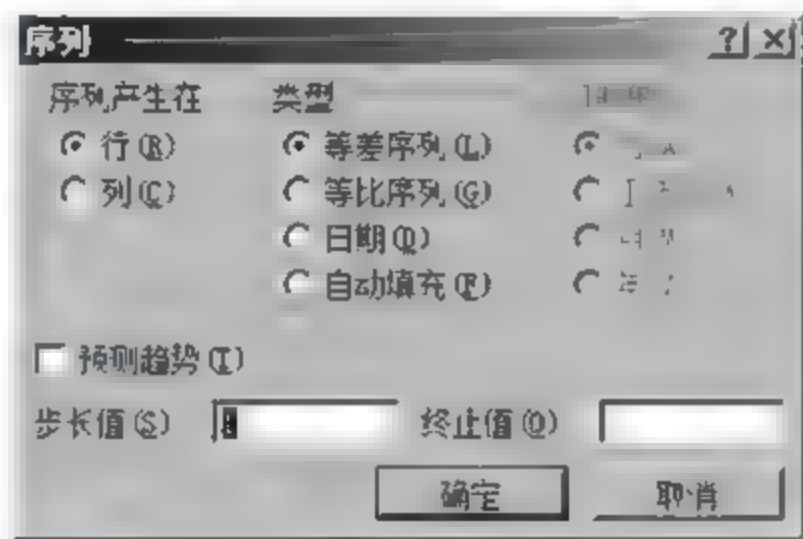 序列
序列产生在 类型
行(R) 等差序列(L)
列(C) 等比序列(G)
日期(D)
自动填充(F)
预测趋势(T)
步长值(S) 终止值(O)
确定 取消